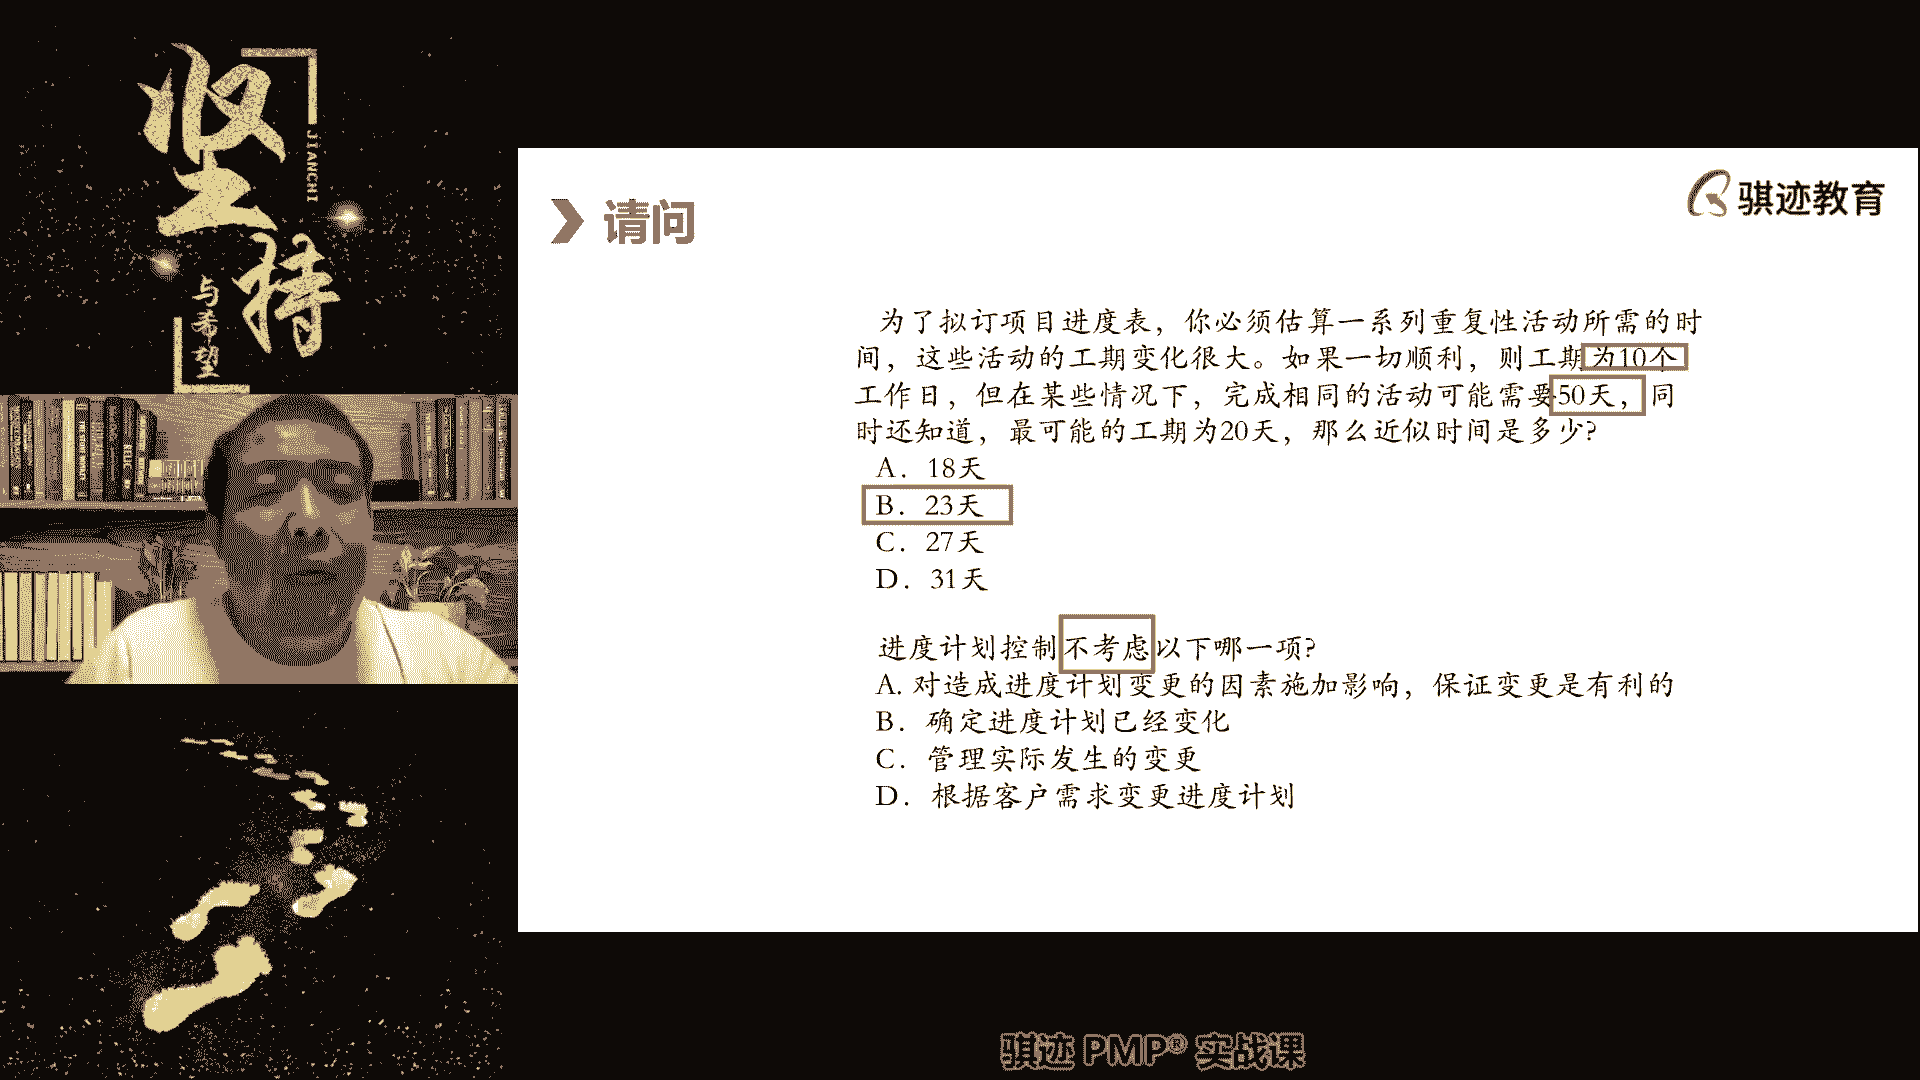 坚持
JIANCHI
与希望
骐迹教育
请问
为了拟订项目进度表，你必须估算一系列重复性活动所需的时
间，这些活动的工期变化很大。如果一切顺利，则工期为10个
工作日，但在某些情况下，完成相同的活动可能需要50天，同
时还知道，最可能的工期为20天，那么近似时间是多少?
A. 18天
B. 23天
C. 27天
D. 31天
进度计划控制不考虑以下哪一项?
A. 对造成进度计划变更的因素施加影响，保证变更是有利的
B. 确定进度计划已经变化
C. 管理实际发生的变更
D. 根据客户需求变更进度计划
骐迹 PMP® 实战课